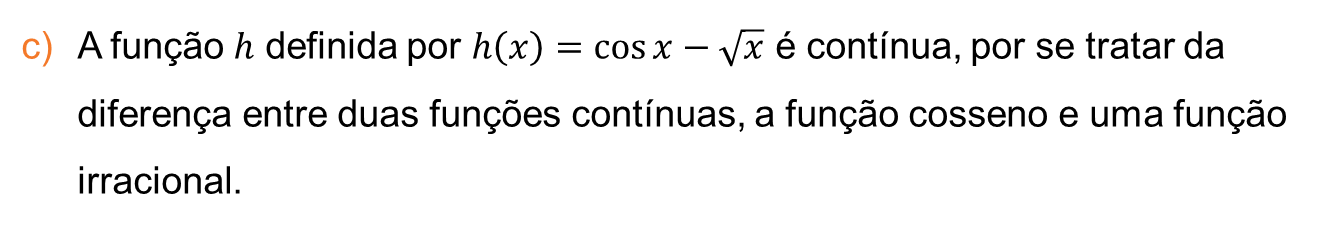 c) A função h definida por h(x) = cos x − √x é contínua, por se tratar da
diferença entre duas funções contínuas, a função cosseno e uma função
irracional.